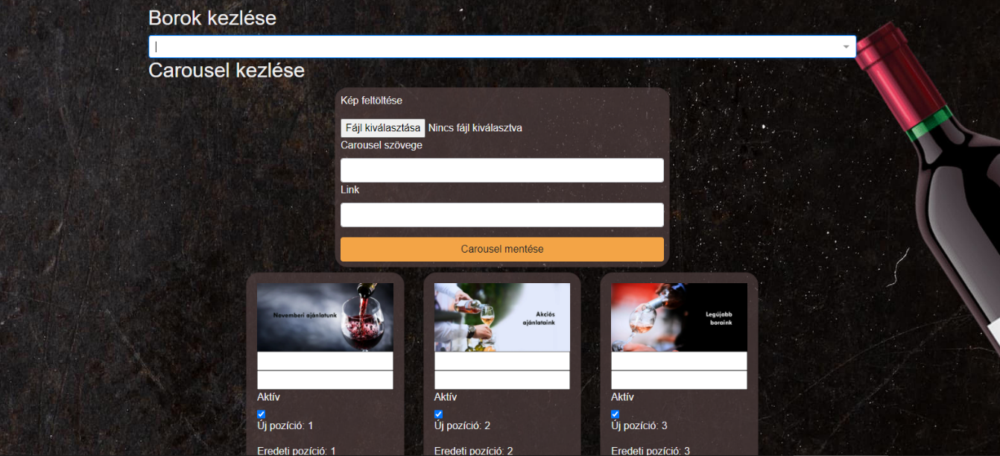 Borok kezlése
Carousel kezlése
Kép feltöltése
Fájl kiválasztása Nincs fájl kiválasztva
Carousel szövege
Link
Carousel mentése
Novemberi ajánlatunk
Akciós
ajánlataink
Legújabb
boraink
Aktív
Aktív
Aktív
Új pozíció: 1
Új pozíció: 2
Új pozíció: 3
Eredeti pozíció: 1
Eredeti pozíció: 2
Eredeti pozíció: 3